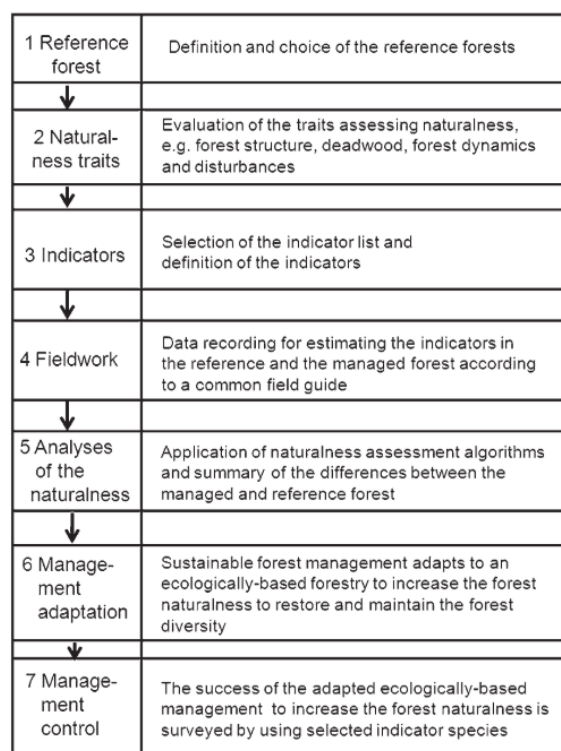 1 Reference
forest
Definition and choice of the reference forests
2 Natural-
ness traits
Evaluation of the traits assessing naturalness,
e.g. forest structure, deadwood, forest dynamics
and disturbances
3 Indicators
Selection of the indicator list and
definition of the indicators
4 Fieldwork
Data recording for estimating the indicators in
the reference and the managed forest according
to a common field guide
5 Analyses
of the
naturalness
Application of naturalness assessment algorithms
and summary of the differences between the
managed and reference forest
6 Manage-
ment
adaptation
Sustainable forest management adapts to an
ecologically-based forestry to increase the forest
naturalness to restore and maintain the forest
diversity
7 Manage-
ment
control
The success of the adapted ecologically-based
management to increase the forest naturalness is
surveyed by using selected indicator species